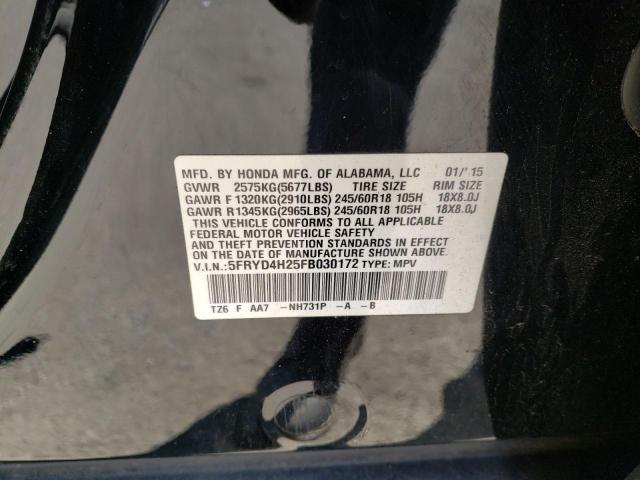 MFD. BY HONDA MFG. OF ALABAMA, LLC 01/'15
GVWR 2575KG(5677LBS) TIRE SIZE RIM SIZE
GAWR F 1320KG(2910LBS) 245/60R18 105H 18X8.0J
GAWR R 1345KG(2965LBS) 245/60R18 105H 18X8.0J
THIS VEHICLE CONFORMS TO ALL APPLICABLE
FEDERAL MOTOR VEHICLE SAFETY
AND THEFT PREVENTION STANDARDS IN EFFECT
ON THE DATE OF MANUFACTURE SHOWN ABOVE.
V.I.N.:5FRYD4H25FB030172 TYPE: MPV
TZ6 F AA7 -NH731P -A -B